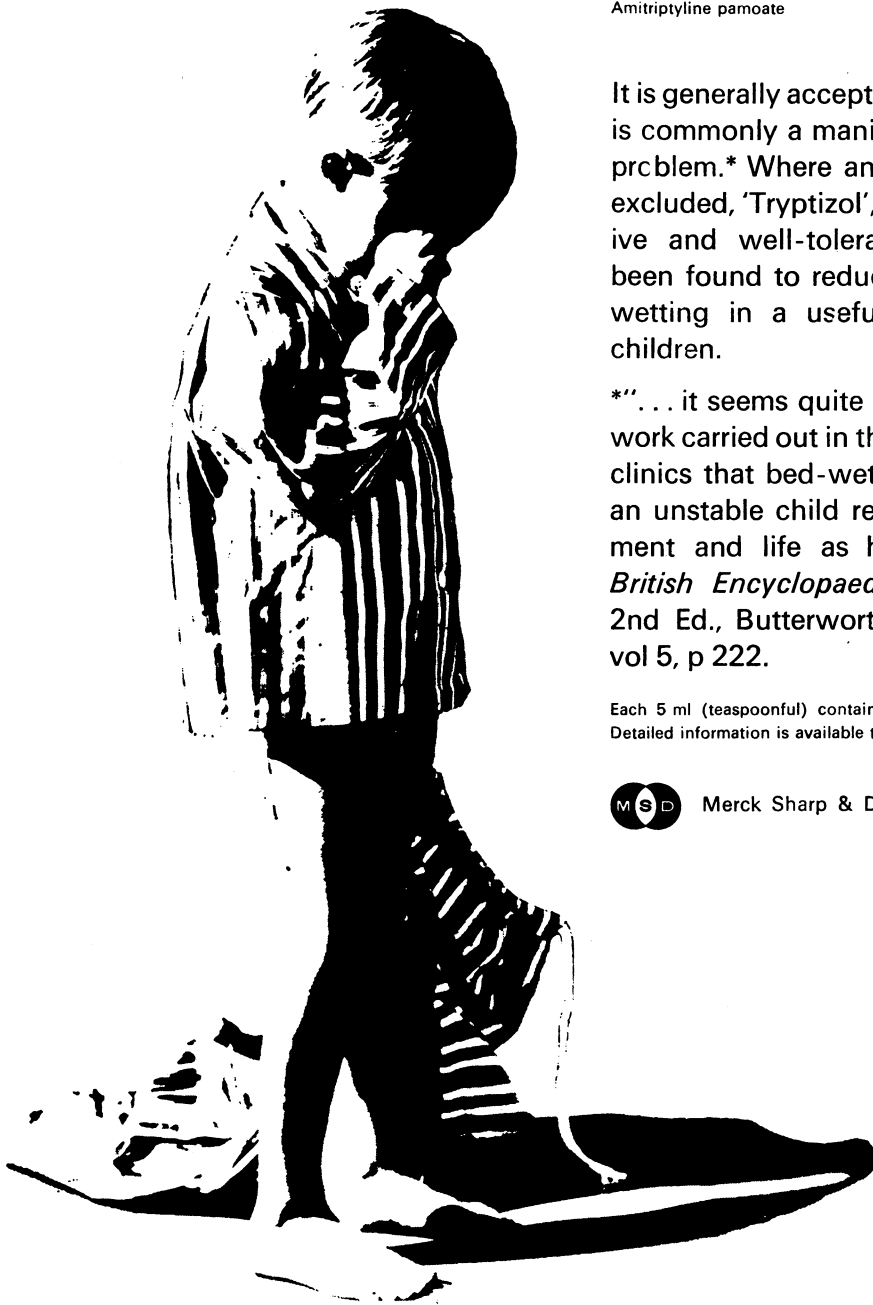 Amitriptyline pamoate
It is generally accept
is commonly a mani
prcblem.* Where an
excluded, 'Tryptizol',
ive and well-tolera
been found to reduc
wetting in a usefu
children.
*"... it seems quite
work carried out in th
clinics that bed-wet
an unstable child re
ment and life as h
British Encyclopaed
2nd Ed., Butterwort
vol 5, p 222.
Each 5 ml (teaspoonful) contain
Detailed information is available t
MSD Merck Sharp & D